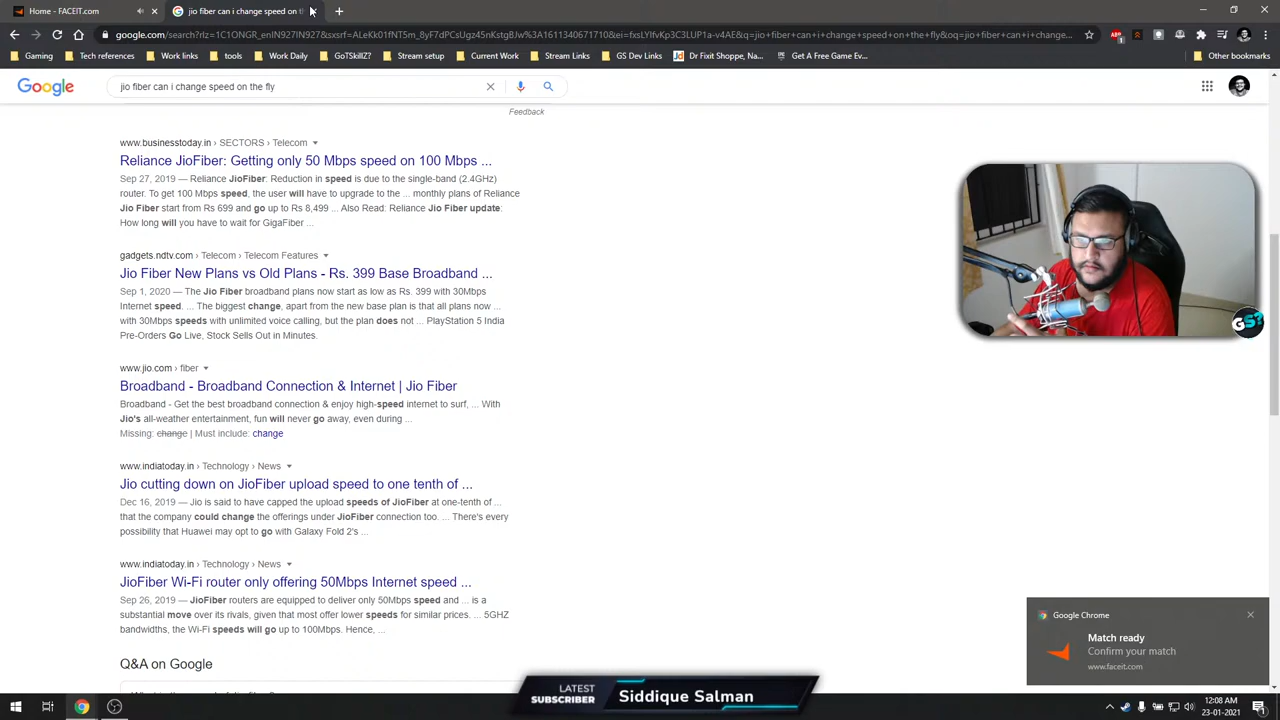 Home - FACEIT.com
jio fiber can i change speed on th
google.com/search?rlz=1C1ONGR_enIN927IN927&sxsrf=ALeKk01fNT5m_8yF7dPCsUgz45nKgtgBJw%3A1611340671710&ei=fxsLYIfvKp3C3LUP1a-v4AE&q=jio+fiber+can+i+change+speed+on+the+fly&oq=jio+fiber+can+i+change...
Gaming
Tech references
work
Work Daily
GoTSkillZ?
Stream setup
Current Work
Stream Links
GS Dev Links
Dr Fixit Shoppe, Na...
Get A Free Game Ev...
Other bookmarks
Google
jio fiber can i change speed on the fly
Feedback
www.businesstoday.in › SECTORS › Telecom
Reliance JioFiber: Getting only 50 Mbps speed on 100 Mbps ...
Sep 27, 2019 — Reliance JioFiber: Reduction in speed is due to the single-band (2.4GHz)
router. To get 100 Mbps speed, the user will have to upgrade to the ... monthly plans of Reliance
Jio Fiber start from Rs 699 and go up to Rs 8,499 ... Also Read: Reliance Jio Fiber update:
How long will you have to wait for GigaFiber ...
gadgets.ndtv.com › Telecom › Telecom Features
Jio Fiber New Plans vs Old Plans - Rs. 399 Base Broadband ...
Sep 1, 2020 — The Jio Fiber broadband plans now start as low as Rs. 399 with 30Mbps
Internet speed. ... The biggest change, apart from the new base plan is that all plans now ...
with 30Mbps speeds with unlimited voice calling, but the plan does not ... PlayStation 5 India
Pre-Orders Go Live, Stock Sells Out in Minutes.
www.jio.com › fiber
Broadband - Broadband Connection & Internet | Jio Fiber
Broadband - Get the best broadband connection & enjoy high-speed internet to surf, ... With
Jio's all-weather entertainment, fun will never go away, even during ...
Missing: change | Must include: change
www.indiatoday.in › Technology › News
Jio cutting down on JioFiber upload speed to one tenth of ...
Dec 16, 2019 — Jio is said to have capped the upload speeds of JioFiber at one-tenth of ...
that the company could change the offerings under JioFiber connection too. ... There's every
possibility that Huawei may opt to go with Galaxy Fold 2's ...
www.indiatoday.in › Technology › News
JioFiber Wi-Fi router only offering 50Mbps Internet speed ...
Sep 26, 2019 — JioFiber routers are equipped to deliver only 50Mbps speed and ... is a
substantial move over its rivals, given that most offer lower speeds for similar prices. ... 5GHZ
bandwidths, the Wi-Fi speeds will go up to 100Mbps. Hence, ...
Q&A on Google
GS?
Google Chrome
Match ready
Confirm your match
www.faceit.com
LATEST
SUBSCRIBER
Siddique Salman
12:08 AM
23-01-2021